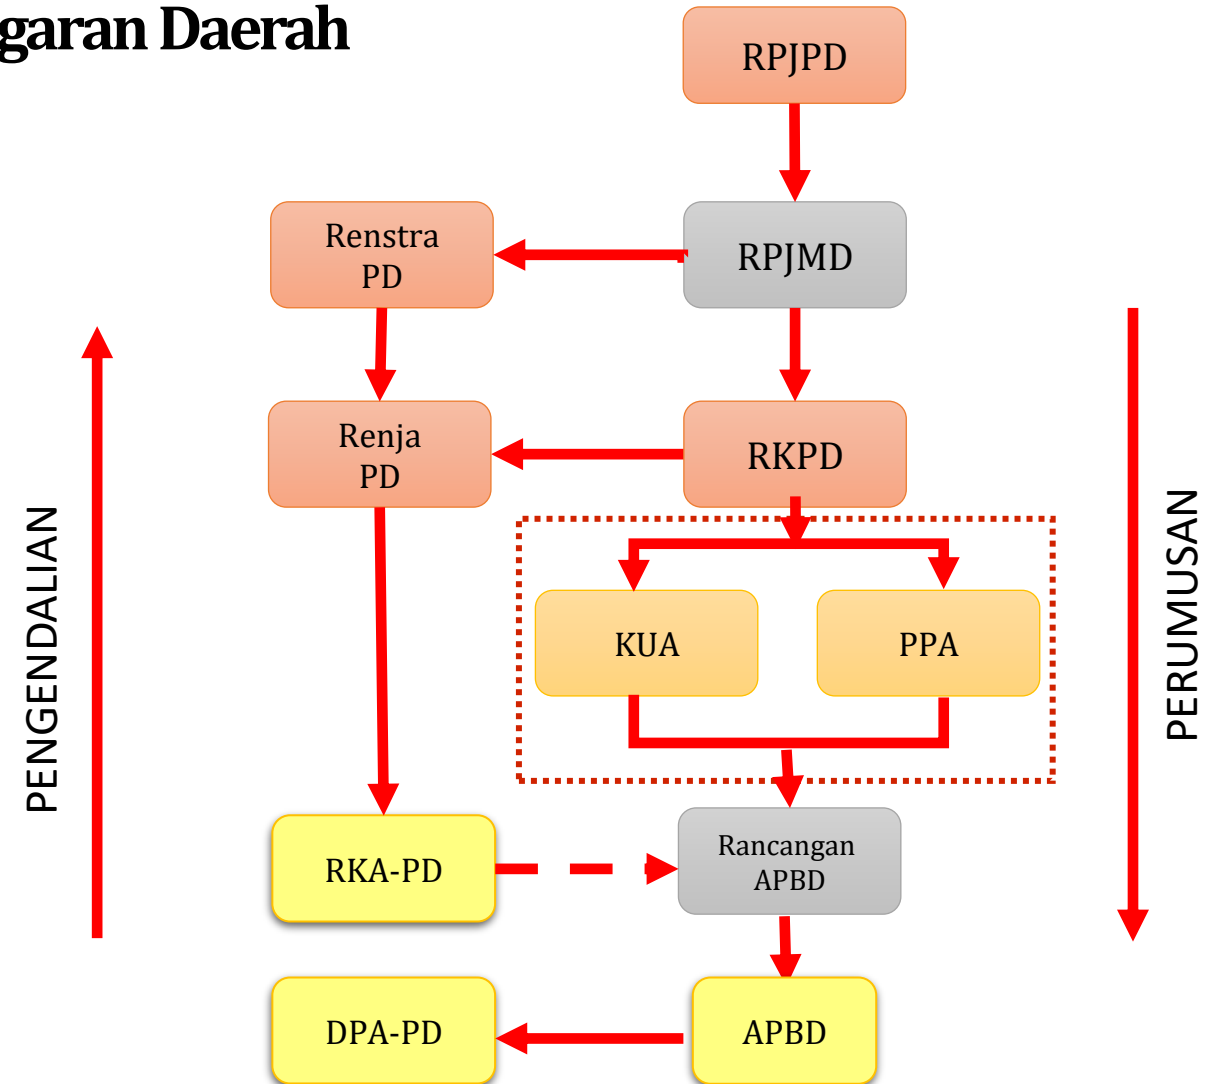 garan Daerah
RPJPD
Renstra
PD
RPJMD
Renja
PD
RKPD
PENGENDALIAN
PERUMUSAN
KUA
PPA
RKA-PD
Rancangan
APBD
DPA-PD
APBD